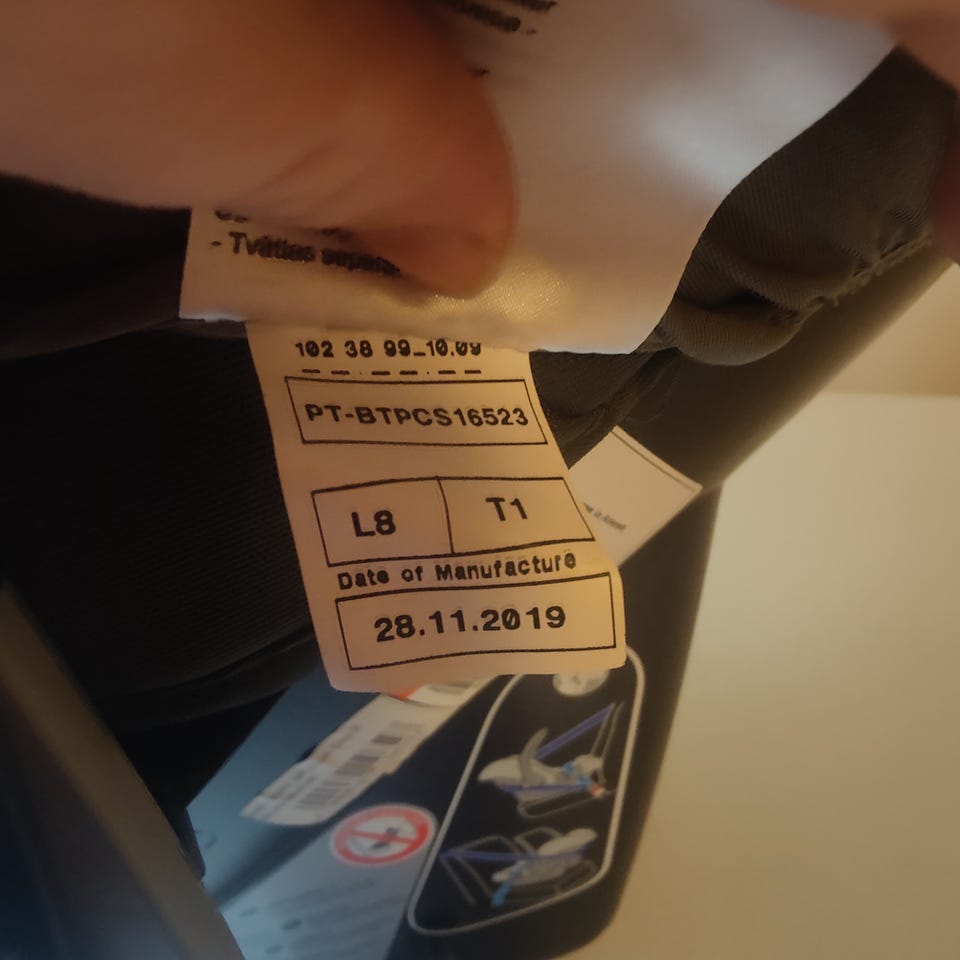 - Tvättas separat.
102 38 99_10.09
PT-BTPCS16523
L8 T1
Date of Manufacture
28.11.2019